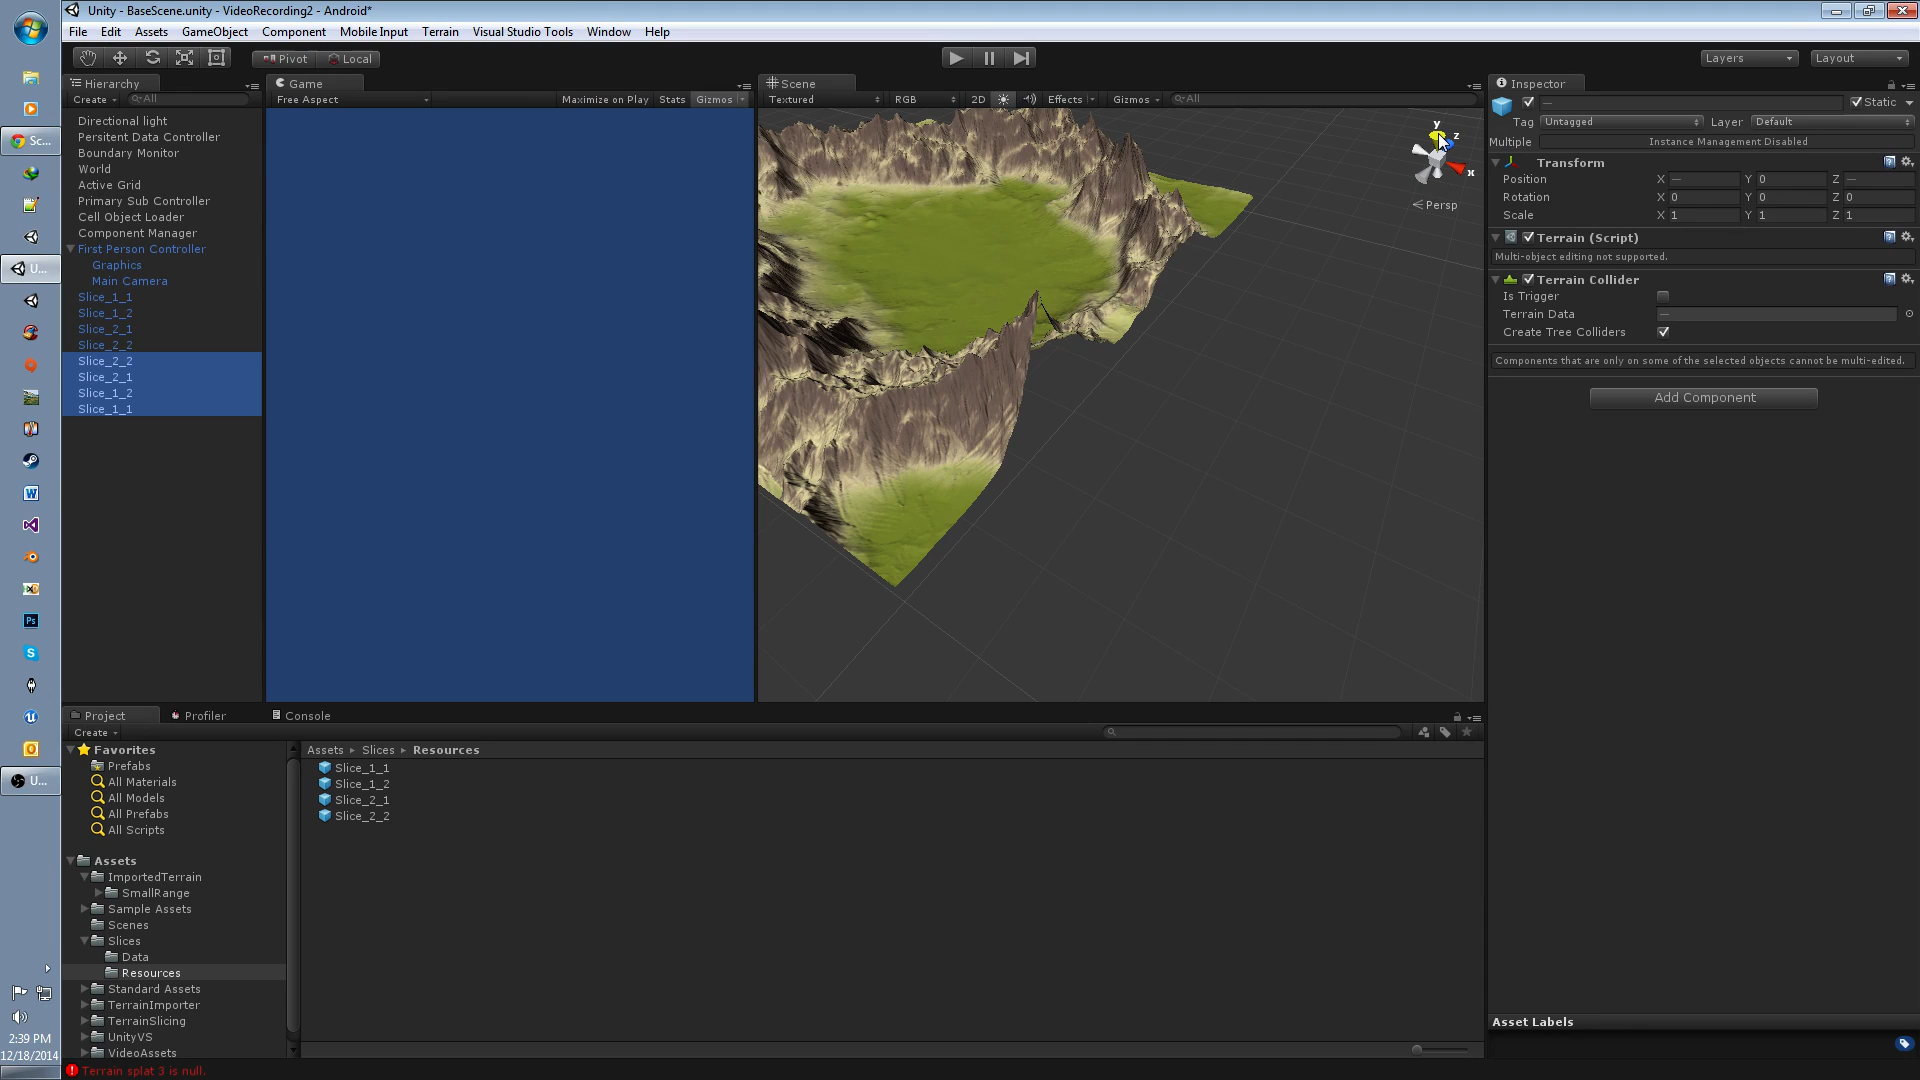 Unity - BaseScene.unity - VideoRecording2 - Android*
File Edit Assets GameObject Component Mobile Input Terrain Visual Studio Tools Window Help
Pivot Local Layers Layout
Hierarchy
Create All
Directional light
Persitent Data Controller
Boundary Monitor
World
Active Grid
Primary Sub Controller
Cell Object Loader
Component Manager
First Person Controller
Graphics
Main Camera
Slice_1_1
Slice_1_2
Slice_2_1
Slice_2_2
Slice_2_2
Slice_2_1
Slice_1_2
Slice_1_1
Game
Free Aspect Maximize on Play Stats Gizmos
Scene
Textured RGB 2D Effects Gizmos All
y
z
x
Persp
Inspector
— Static
Tag Untagged Layer Default
Multiple Instance Management Disabled
Transform
Position X — Y 0 Z —
Rotation X 0 Y 0 Z 0
Scale X 1 Y 1 Z 1
Terrain (Script)
Multi-object editing not supported.
Terrain Collider
Is Trigger
Terrain Data —
Create Tree Colliders
Components that are only on some of the selected objects cannot be multi-edited.
Add Component
Asset Labels
Project Profiler Console
Create
Favorites
Prefabs
All Materials
All Models
All Prefabs
All Scripts
Assets
ImportedTerrain
SmallRange
Sample Assets
Scenes
Slices
Data
Resources
Standard Assets
TerrainImporter
TerrainSlicing
UnityVS
VideoAssets
Assets Slices Resources
Slice_1_1
Slice_1_2
Slice_2_1
Slice_2_2
Terrain splat 3 is null.
Sc...
U...
W
Ps
S
U...
2:39 PM
12/18/2014